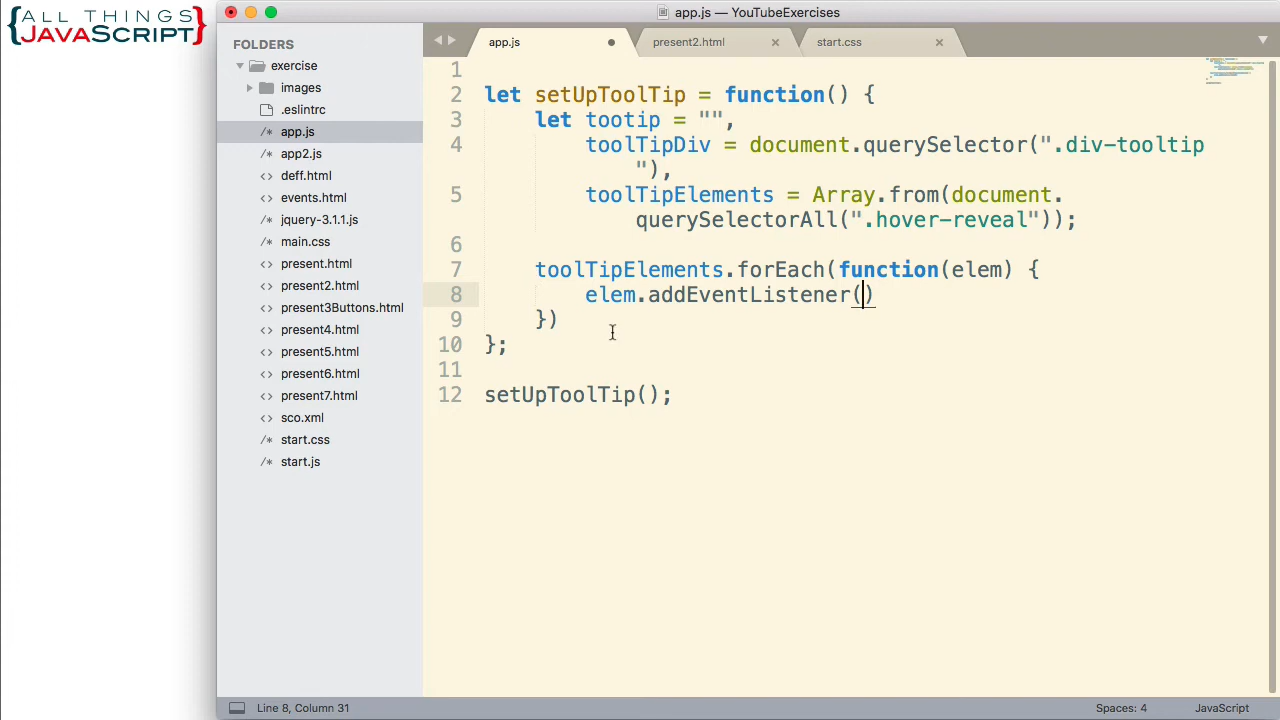 ALL THINGS
JAVASCRIPT
app.js — YouTubeExercises
FOLDERS
exercise
images
.eslintrc
app.js
app2.js
deff.html
events.html
jquery-3.1.1.js
main.css
present.html
present2.html
present3Buttons.html
present4.html
present5.html
present6.html
present7.html
sco.xml
start.css
start.js
app.js
present2.html
start.css
1
2 let setUpToolTip = function() {
3 let tootip = "",
4 toolTipDiv = document.querySelector(".div-tooltip
"),
5 toolTipElements = Array.from(document.
querySelectorAll(".hover-reveal"));
6
7 toolTipElements.forEach(function(elem) {
8 elem.addEventListener()
9 })
10 };
11
12 setUpToolTip();
Line 8, Column 31
Spaces: 4
JavaScript